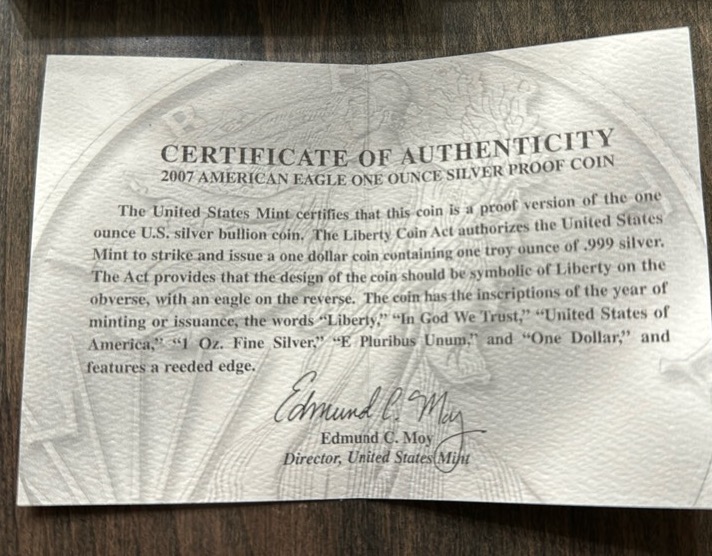 CERTIFICATE OF AUTHENTICITY
2007 AMERICAN EAGLE ONE OUNCE SILVER PROOF COIN
The United States Mint certifies that this coin is a proof version of the one
ounce U.S. silver bullion coin. The Liberty Coin Act authorizes the United States
Mint to strike and issue a one dollar coin containing one troy ounce of .999 silver.
The Act provides that the design of the coin should be symbolic of Liberty on the
obverse, with an eagle on the reverse. The coin has the inscriptions of the year of
minting or issuance, the words “Liberty,” “In God We Trust,” “United States of
America,” “1 Oz. Fine Silver,” “E Pluribus Unum,” and “One Dollar,” and
features a reeded edge.
Edmund C. Moy
Edmund C. Moy
Director, United States Mint